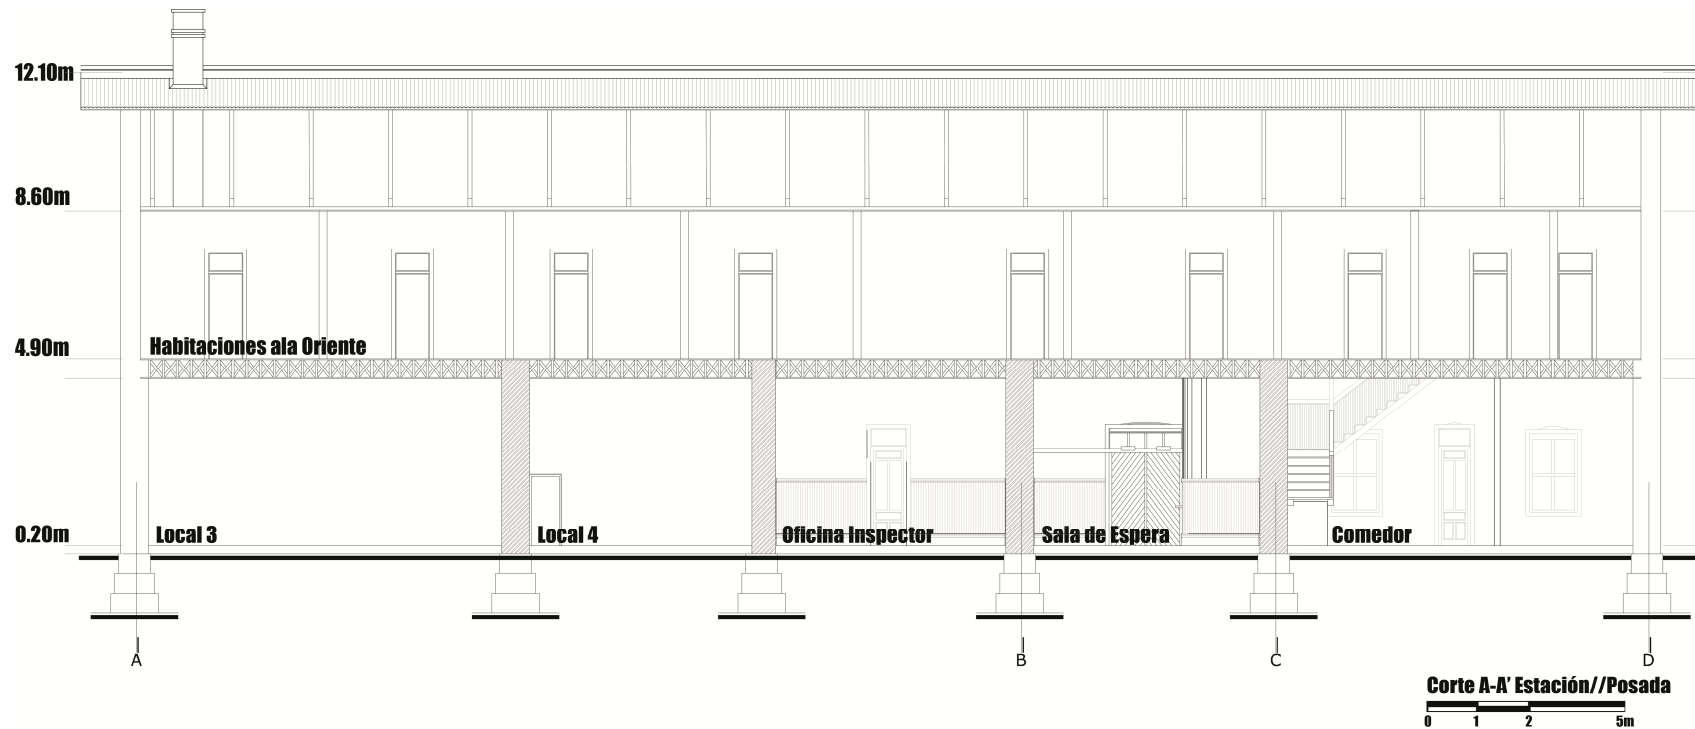 12.10m
8.60m
4.90m
Habitaciones ala Oriente
0.20m
Local 3
Local 4
Oficina Inspector
Sala de Espera
Comedor
A
B
C
D
Corte A-A' Estación//Posada
0 1 2 5m